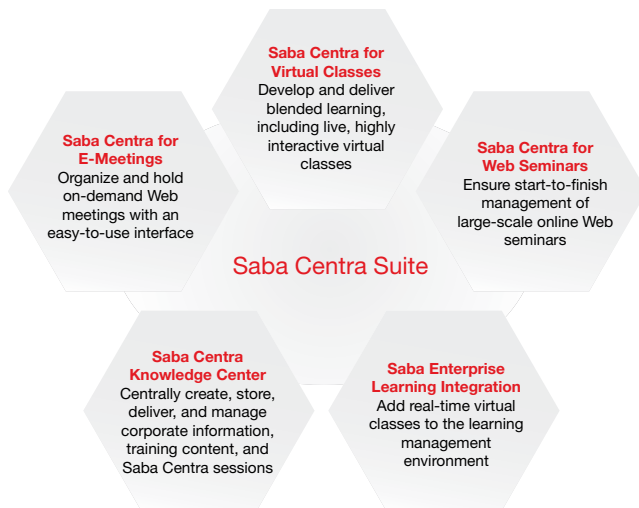 Saba Centra for
Virtual Classes
Develop and deliver
blended learning,
including live, highly
interactive virtual
classes
Saba Centra for
E-Meetings
Organize and hold
on-demand Web
meetings with an
easy-to-use interface
Saba Centra for
Web Seminars
Ensure start-to-finish
management of
large-scale online Web
seminars
Saba Centra Suite
Saba Centra
Knowledge Center
Centrally create, store,
deliver, and manage
corporate information,
training content, and
Saba Centra sessions
Saba Enterprise
Learning Integration
Add real-time virtual
classes to the learning
management
environment